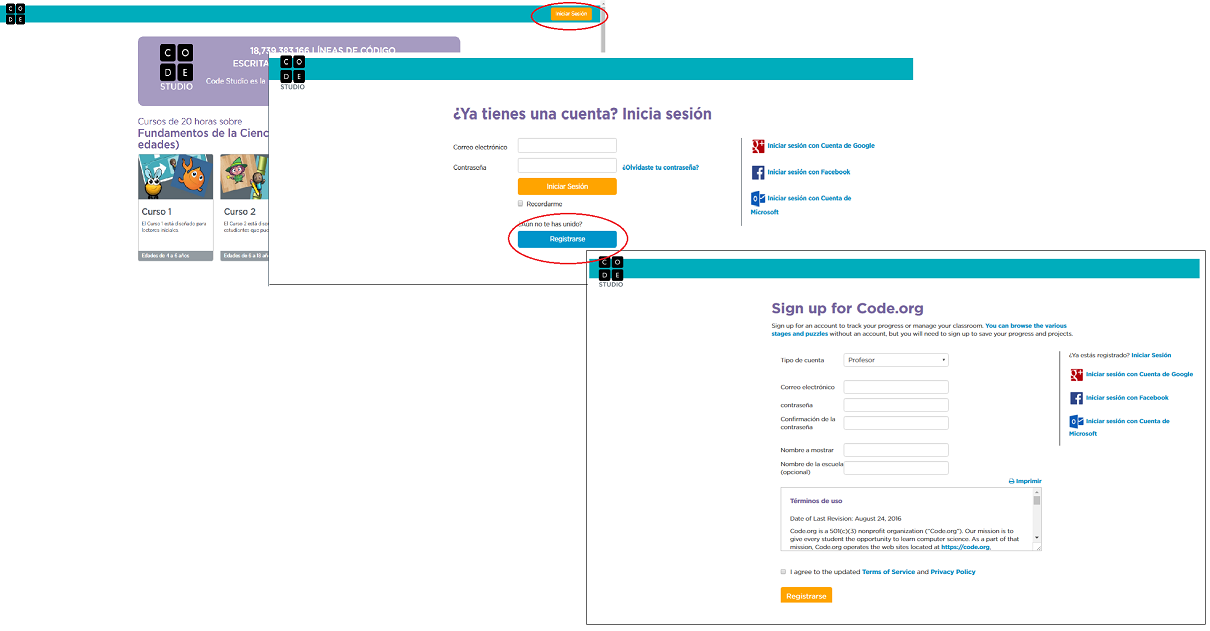 C O
D E
Iniciar Sesión
C O
D E
STUDIO
18,739,383,166 LÍNEAS DE CÓDIGO
ESCRITA
Code Studio es la
Cursos de 20 horas sobre
Fundamentos de la Cienc
edades)
Curso 1
El Curso 1 está diseñado para
lectores iniciales.
Edades de 4 a 6 años
Curso 2
El Curso 2 está
estudiantes que
C O
D E
STUDIO
¿Ya tienes una cuenta? Inicia sesión
Correo electrónico
Contraseña
¿Olvidaste tu contraseña?
Iniciar Sesión
Recordarme
¿Aún no te has unido?
Registrarse
Iniciar sesión con Cuenta de Google
Iniciar sesión con Facebook
Iniciar sesión con Cuenta de
Microsoft
C O
D E
STUDIO
Sign up for Code.org
Sign up for an account to track your progress or manage your classroom. You can browse the various
stages and puzzles without an account, but you will need to sign up to save your progress and projects.
Tipo de cuenta
Profesor
Correo electrónico
contraseña
Confirmación de la
contraseña
Nombre a mostrar
Nombre de la escuela
(opcional)
¿Ya estás registrado? Iniciar Sesión
Iniciar sesión con Cuenta de Google
Iniciar sesión con Facebook
Iniciar sesión con Cuenta de
Microsoft
Imprimir
Términos de uso
Date of Last Revision: August 24, 2016
Code.org is a 501(c)(3) nonprofit organization ("Code.org"). Our mission is to
give every student the opportunity to learn computer science. As a part of that
mission, Code.org operates the web sites located at https://code.org,
I agree to the updated Terms of Service and Privacy Policy
Registrarse